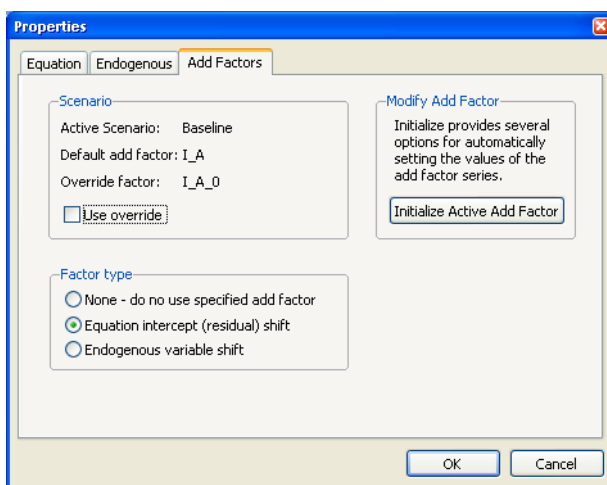 Properties
Equation
Endogenous
Add Factors
Scenario
Active Scenario: Baseline
Default add factor: I_A
Override factor: I_A_0
Use override
Modify Add Factor
Initialize provides several
options for automatically
setting the values of the
add factor series.
Initialize Active Add Factor
Factor type
None - do no use specified add factor
Equation intercept (residual) shift
Endogenous variable shift
OK
Cancel